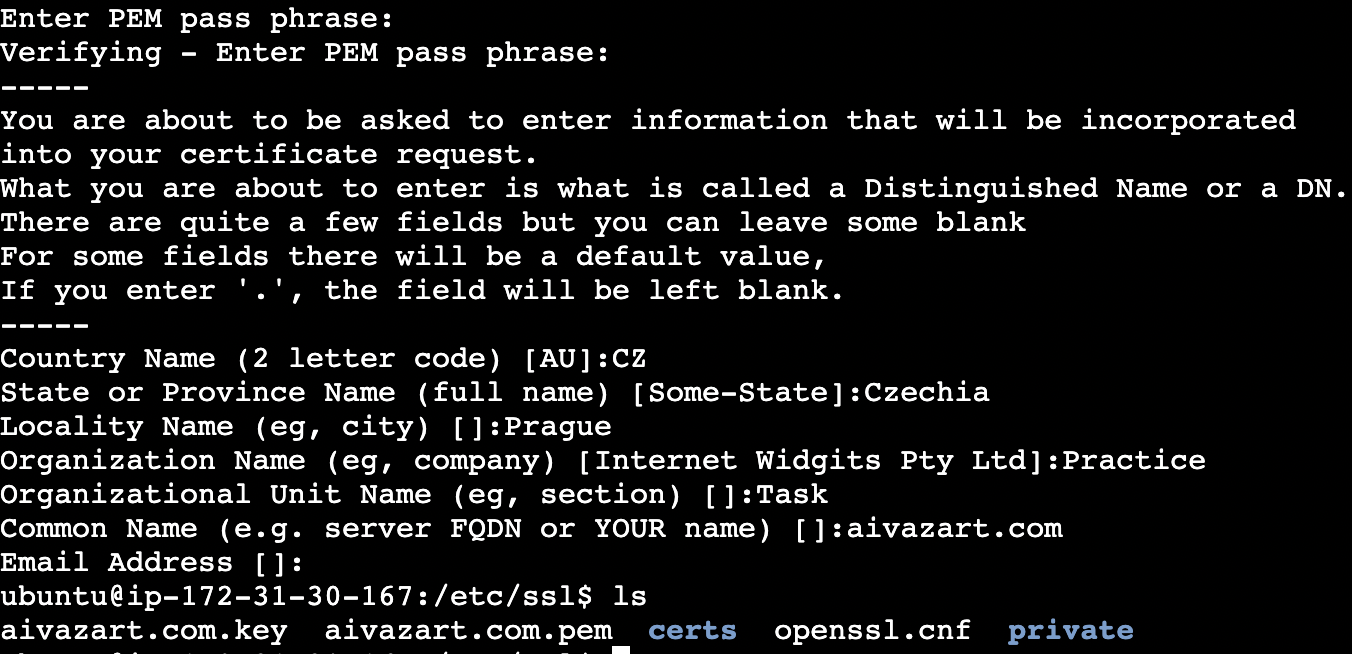 Enter PEM pass phrase:
Verifying - Enter PEM pass phrase:
-----
You are about to be asked to enter information that will be incorporated
into your certificate request.
What you are about to enter is what is called a Distinguished Name or a DN.
There are quite a few fields but you can leave some blank
For some fields there will be a default value,
If you enter '.', the field will be left blank.
-----
Country Name (2 letter code) [AU]:CZ
State or Province Name (full name) [Some-State]:Czechia
Locality Name (eg, city) []:Prague
Organization Name (eg, company) [Internet Widgits Pty Ltd]:Practice
Organizational Unit Name (eg, section) []:Task
Common Name (e.g. server FQDN or YOUR name) []:aivazart.com
Email Address []:
ubuntu@ip-172-31-30-167:/etc/ssl$ ls
aivazart.com.key  aivazart.com.pem  certs  openssl.cnf  private